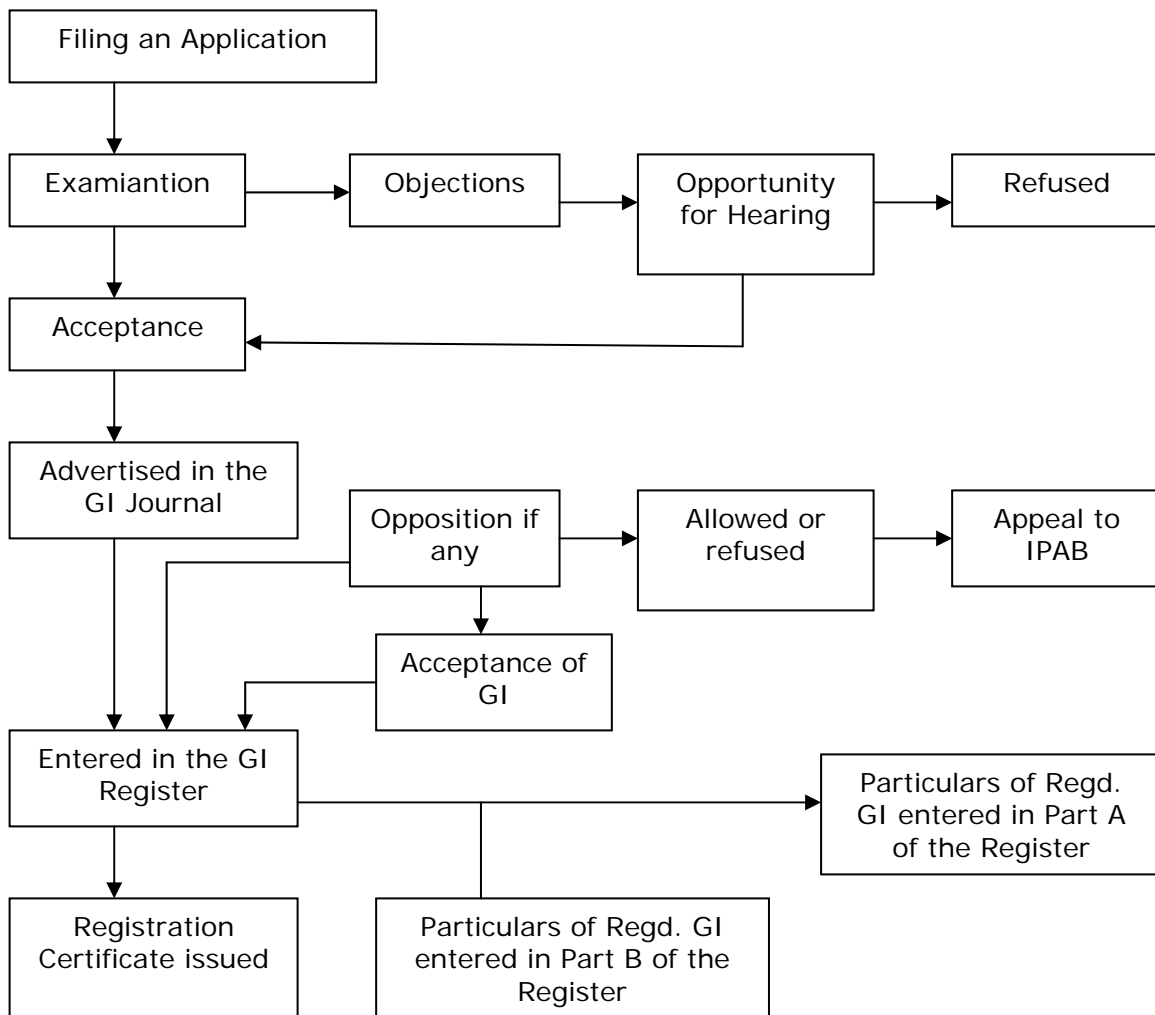 Filing an Application
Examiantion
Objections
Opportunity
for Hearing
Refused
Acceptance
Advertised in the
GI Journal
Opposition if
any
Allowed or
refused
Appeal to
IPAB
Acceptance of
GI
Entered in the GI
Register
Particulars of Regd.
GI entered in Part A
of the Register
Registration
Certificate issued
Particulars of Regd. GI
entered in Part B of the
Register